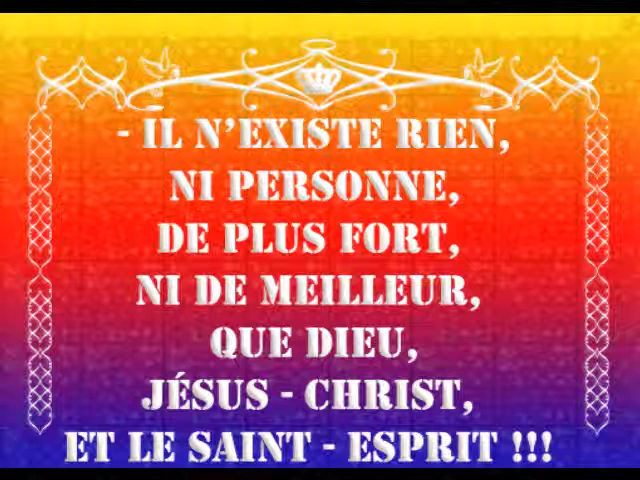 - IL N’EXISTE RIEN,
NI PERSONNE,
DE PLUS FORT,
NI DE MEILLEUR,
QUE DIEU,
JÉSUS - CHRIST,
ET LE SAINT - ESPRIT !!!